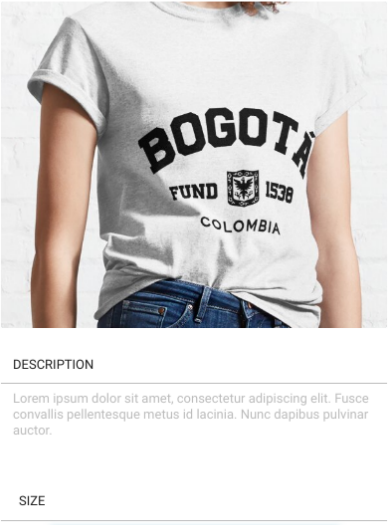 BOGOTÁ
FUND 1538
COLOMBIA
DESCRIPTION
Lorem ipsum dolor sit amet, consectetur adipiscing elit. Fusce
convallis pellentesque metus id lacinia. Nunc dapibus pulvinar
auctor.
SIZE